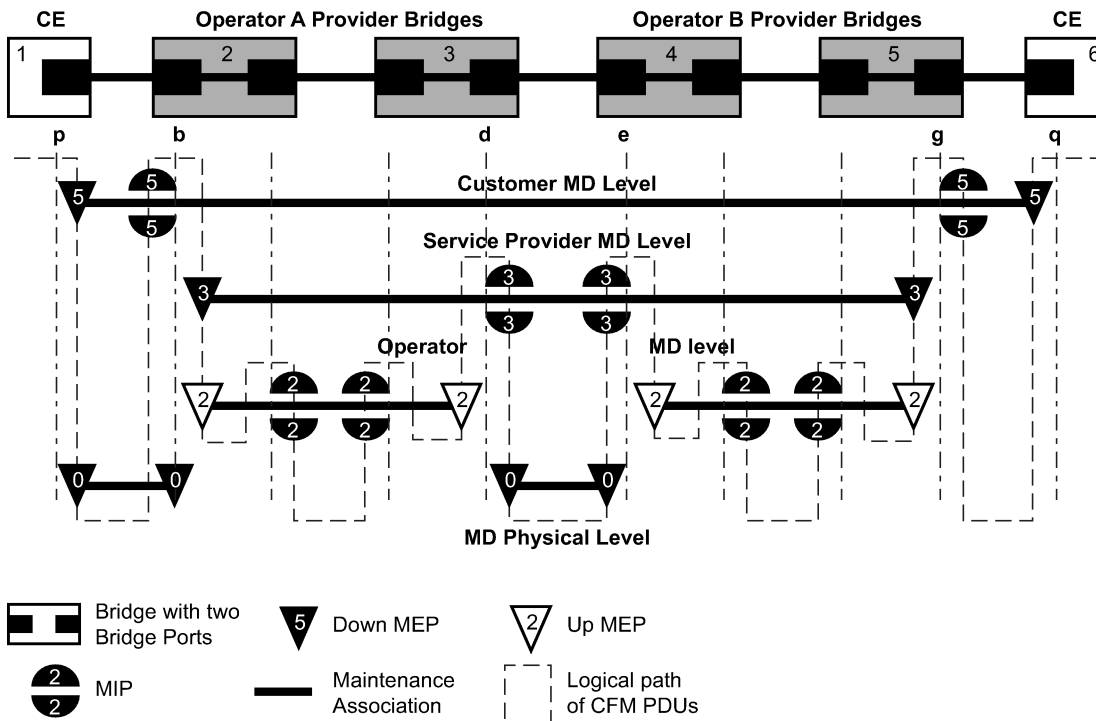 CE Operator A Provider Bridges Operator B Provider Bridges CE
1 2 3 4 5 6
p b d e g q
5 5 5 5
Customer MD Level
5 5
Service Provider MD Level
3 3 3 3
3 3
Operator MD level
2 2 2 2 2 2 2 2
2 2 2 2
0 0 0 0
MD Physical Level
Bridge with two
Bridge Ports
5 Down MEP
2 Up MEP
2
2
MIP
Maintenance
Association
Logical path
of CFM PDUs